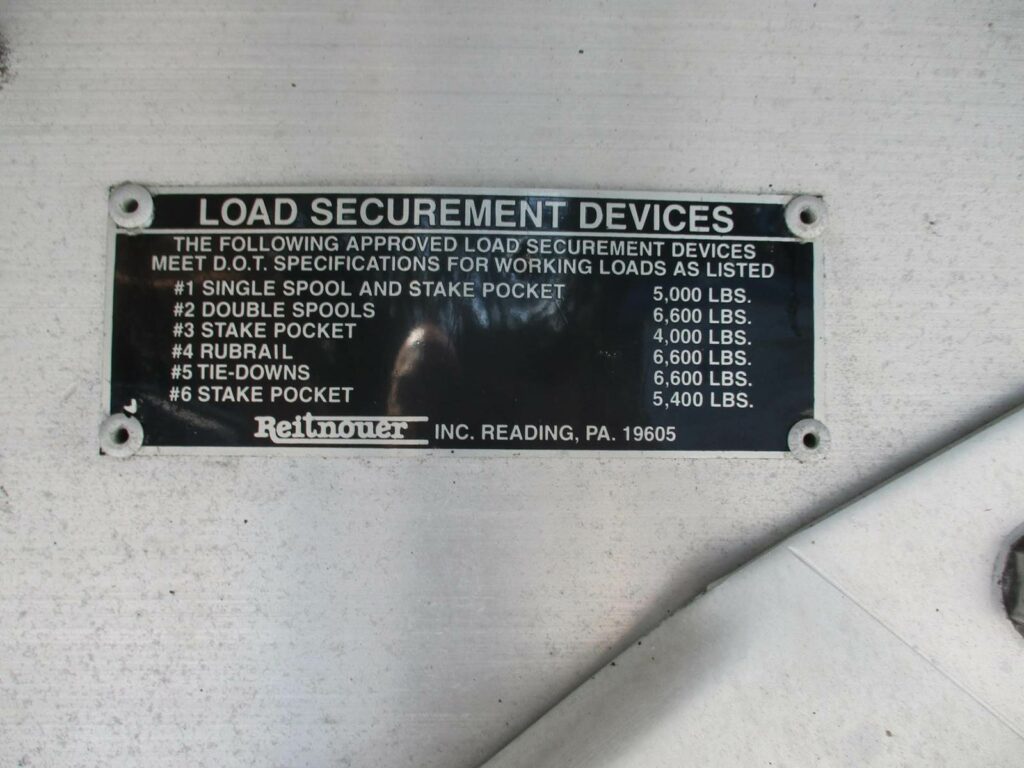 LOAD SECUREMENT DEVICES
THE FOLLOWING APPROVED LOAD SECUREMENT DEVICES
MEET D.O.T. SPECIFICATIONS FOR WORKING LOADS AS LISTED
#1 SINGLE SPOOL AND STAKE POCKET 5,000 LBS.
#2 DOUBLE SPOOLS 6,600 LBS.
#3 STAKE POCKET 4,000 LBS.
#4 RUBRAIL 6,600 LBS.
#5 TIE-DOWNS 6,600 LBS.
#6 STAKE POCKET 5,400 LBS.
Reitnouer INC. READING, PA. 19605